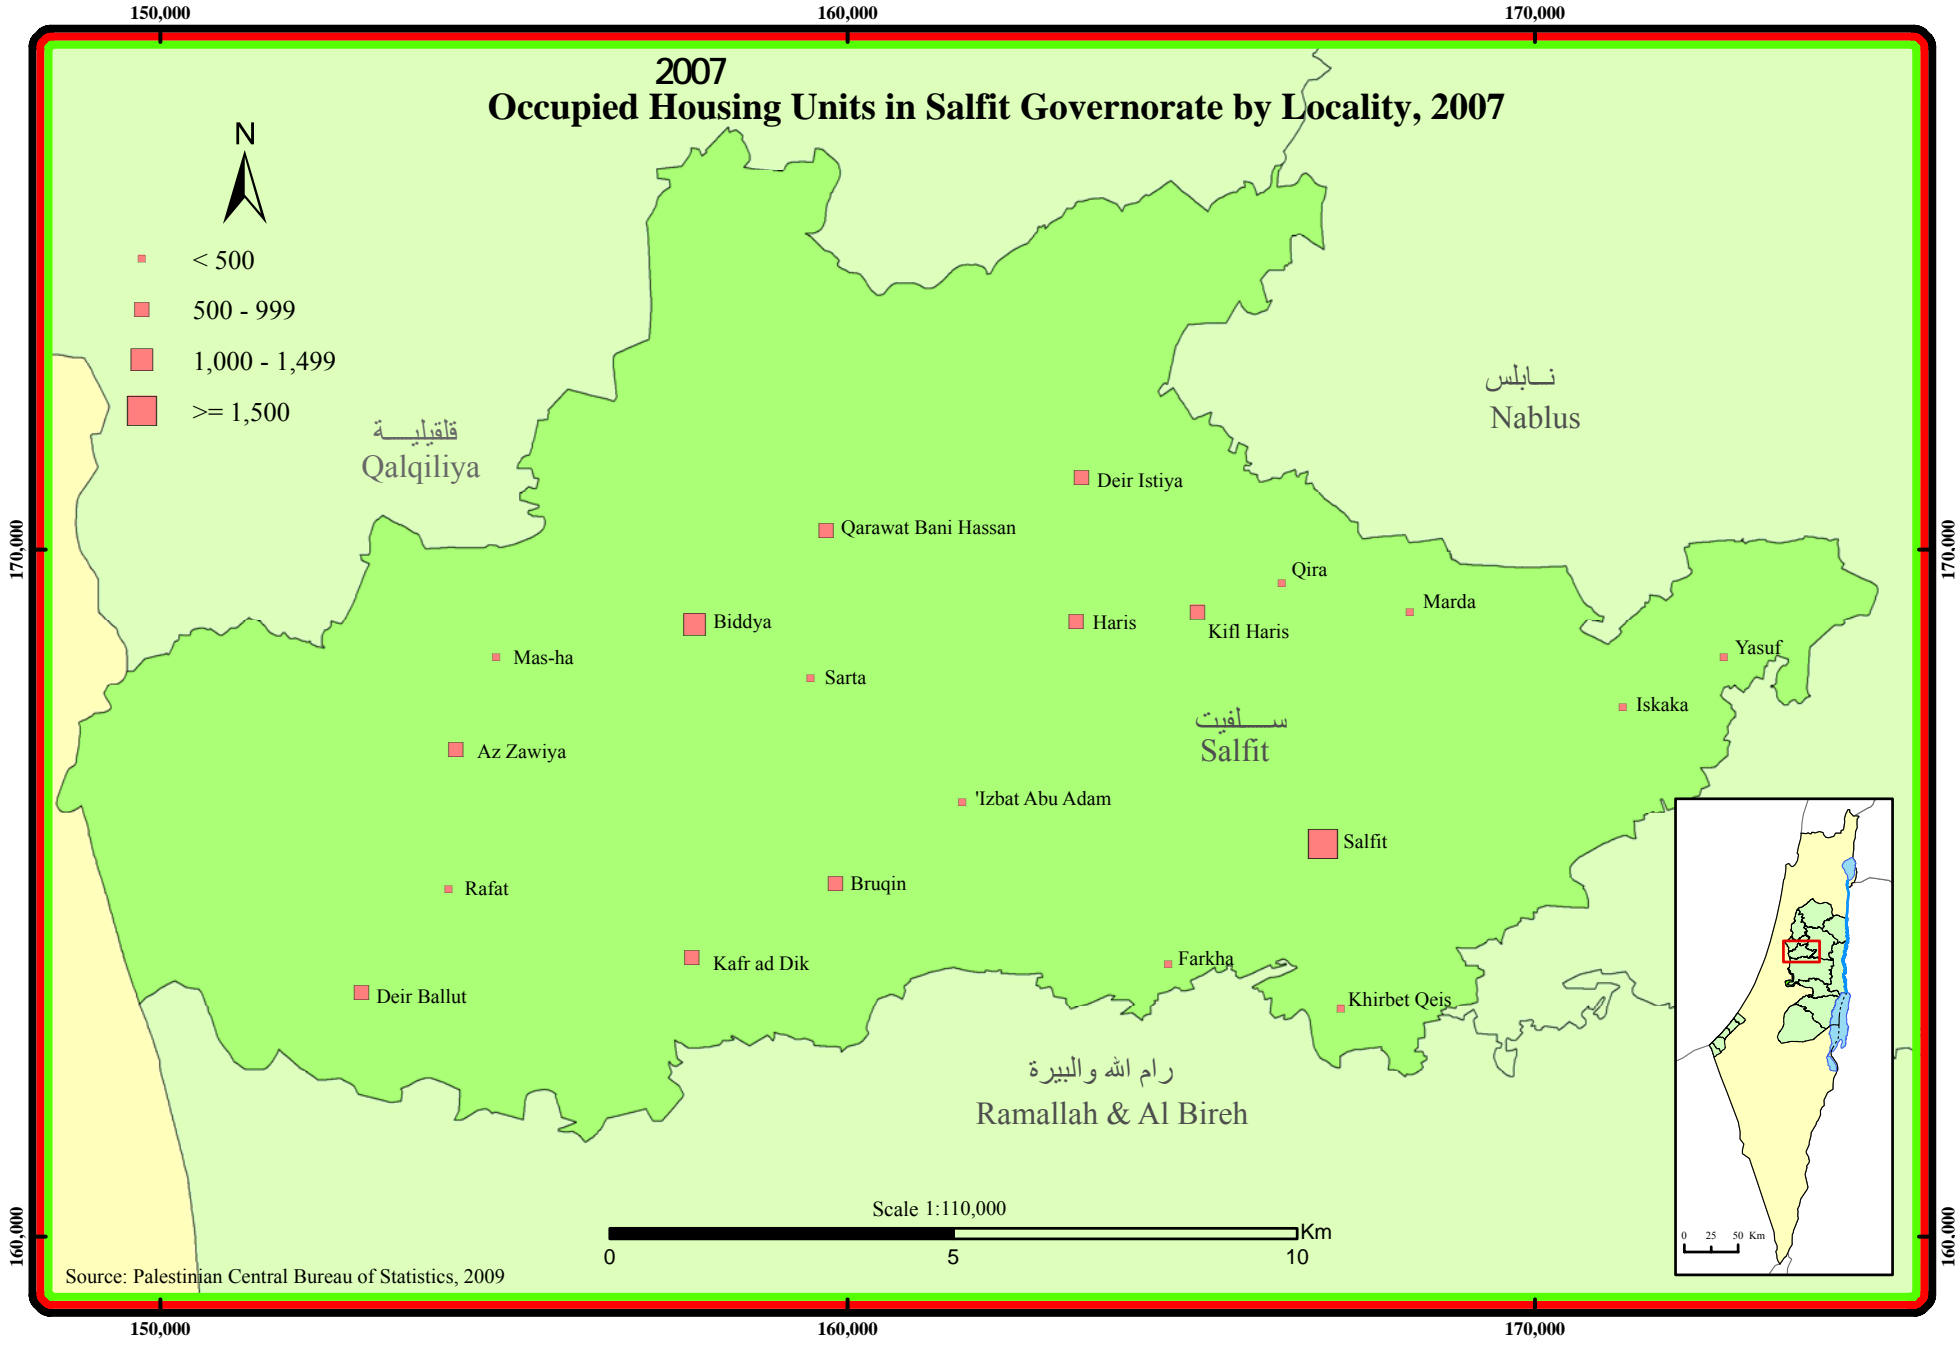 150,000
160,000
170,000
2007
Occupied Housing Units in Salfit Governorate by Locality, 2007
N
< 500
500 - 999
1,000 - 1,499
>= 1,500
نـابلس
Nablus
قلقيليـــة
Qalqiliya
Deir Istiya
Qarawat Bani Hassan
170,000
170,000
Qira
Marda
Biddya
Haris
Kifl Haris
Yasuf
Mas-ha
Sarta
Iskaka
سـلفيت
Salfit
Az Zawiya
'Izbat Abu Adam
Salfit
Rafat
Bruqin
Kafr ad Dik
Farkha
Deir Ballut
Khirbet Qeis
رام الله والبيرة
Ramallah & Al Bireh
Scale 1:110,000
Km
0
5
10
160,000
160,000
0 25 50 Km
Source: Palestinian Central Bureau of Statistics, 2009
150,000
160,000
170,000